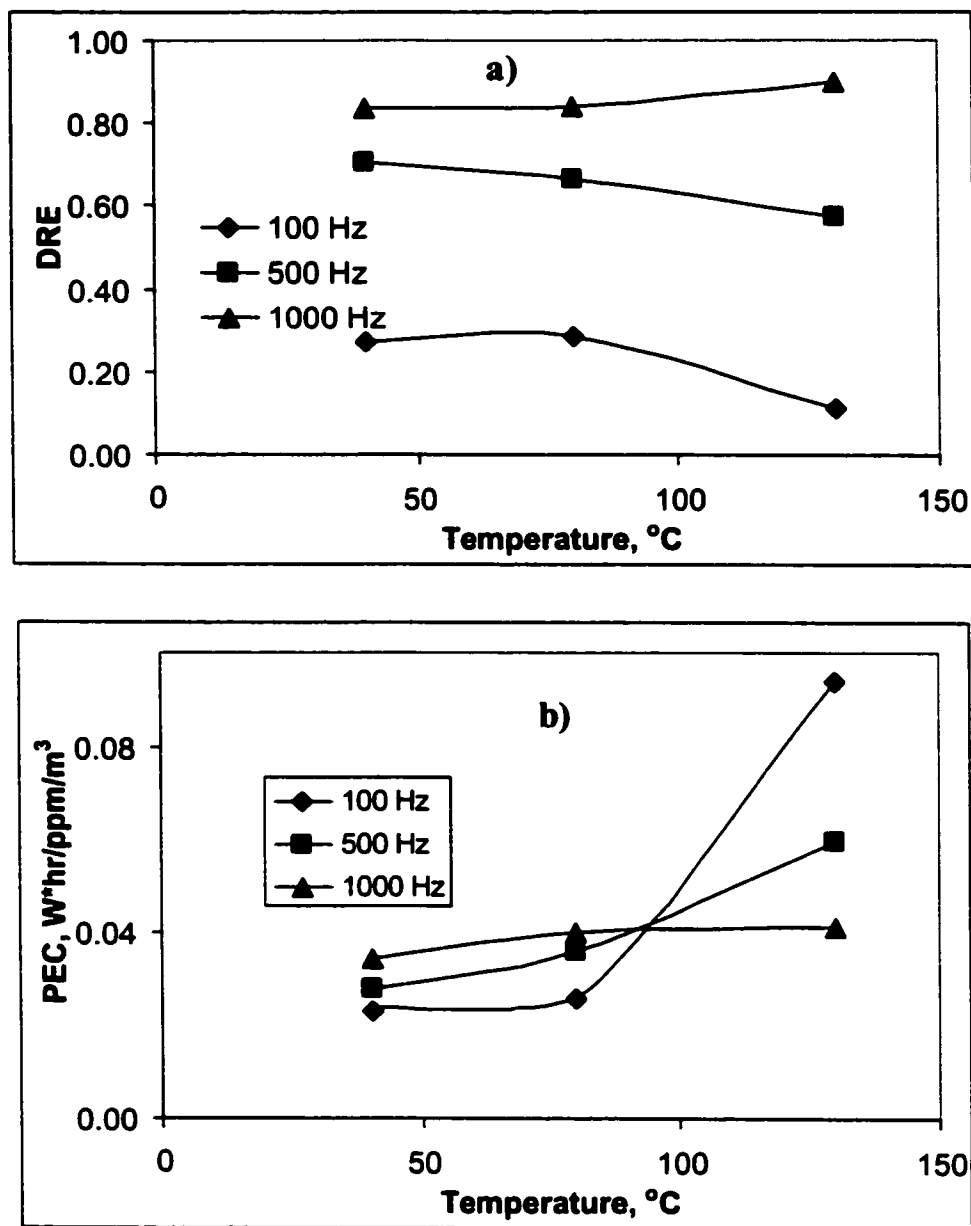 a)
1.00
0.80
0.60
0.40
0.20
0.00
DRE
100 Hz
500 Hz
1000 Hz
0 50 100 150
Temperature, °C
b)
0.08
0.04
0.00
PEC, W*hr/ppm/m³
100 Hz
500 Hz
1000 Hz
0 50 100 150
Temperature, °C